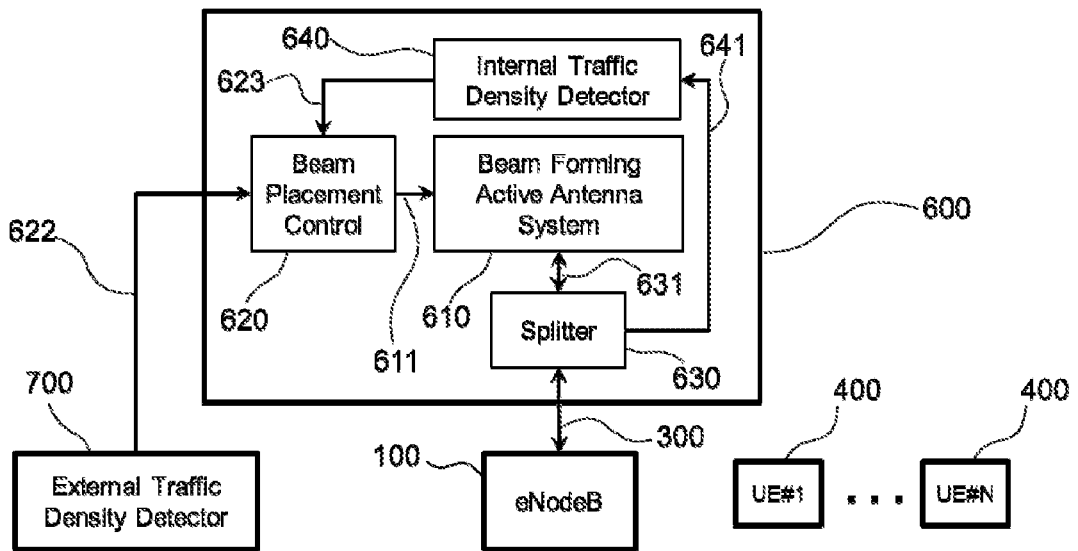 640
641
Internal Traffic
Density Detector
623
Beam
Placement
Control
Beam Forming
Active Antenna
System
600
622
631
620
610
Splitter
611
630
700
400
400
300
100
External Traffic
Density Detector
eNodeB
UE#1
UE#N